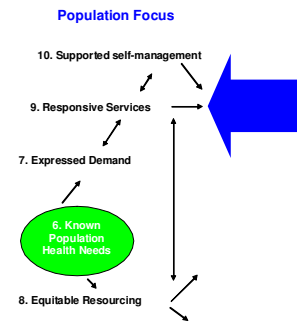 Population Focus
10. Supported self-management
9. Responsive Services
7. Expressed Demand
6. Known
Population
Health Needs
8. Equitable Resourcing